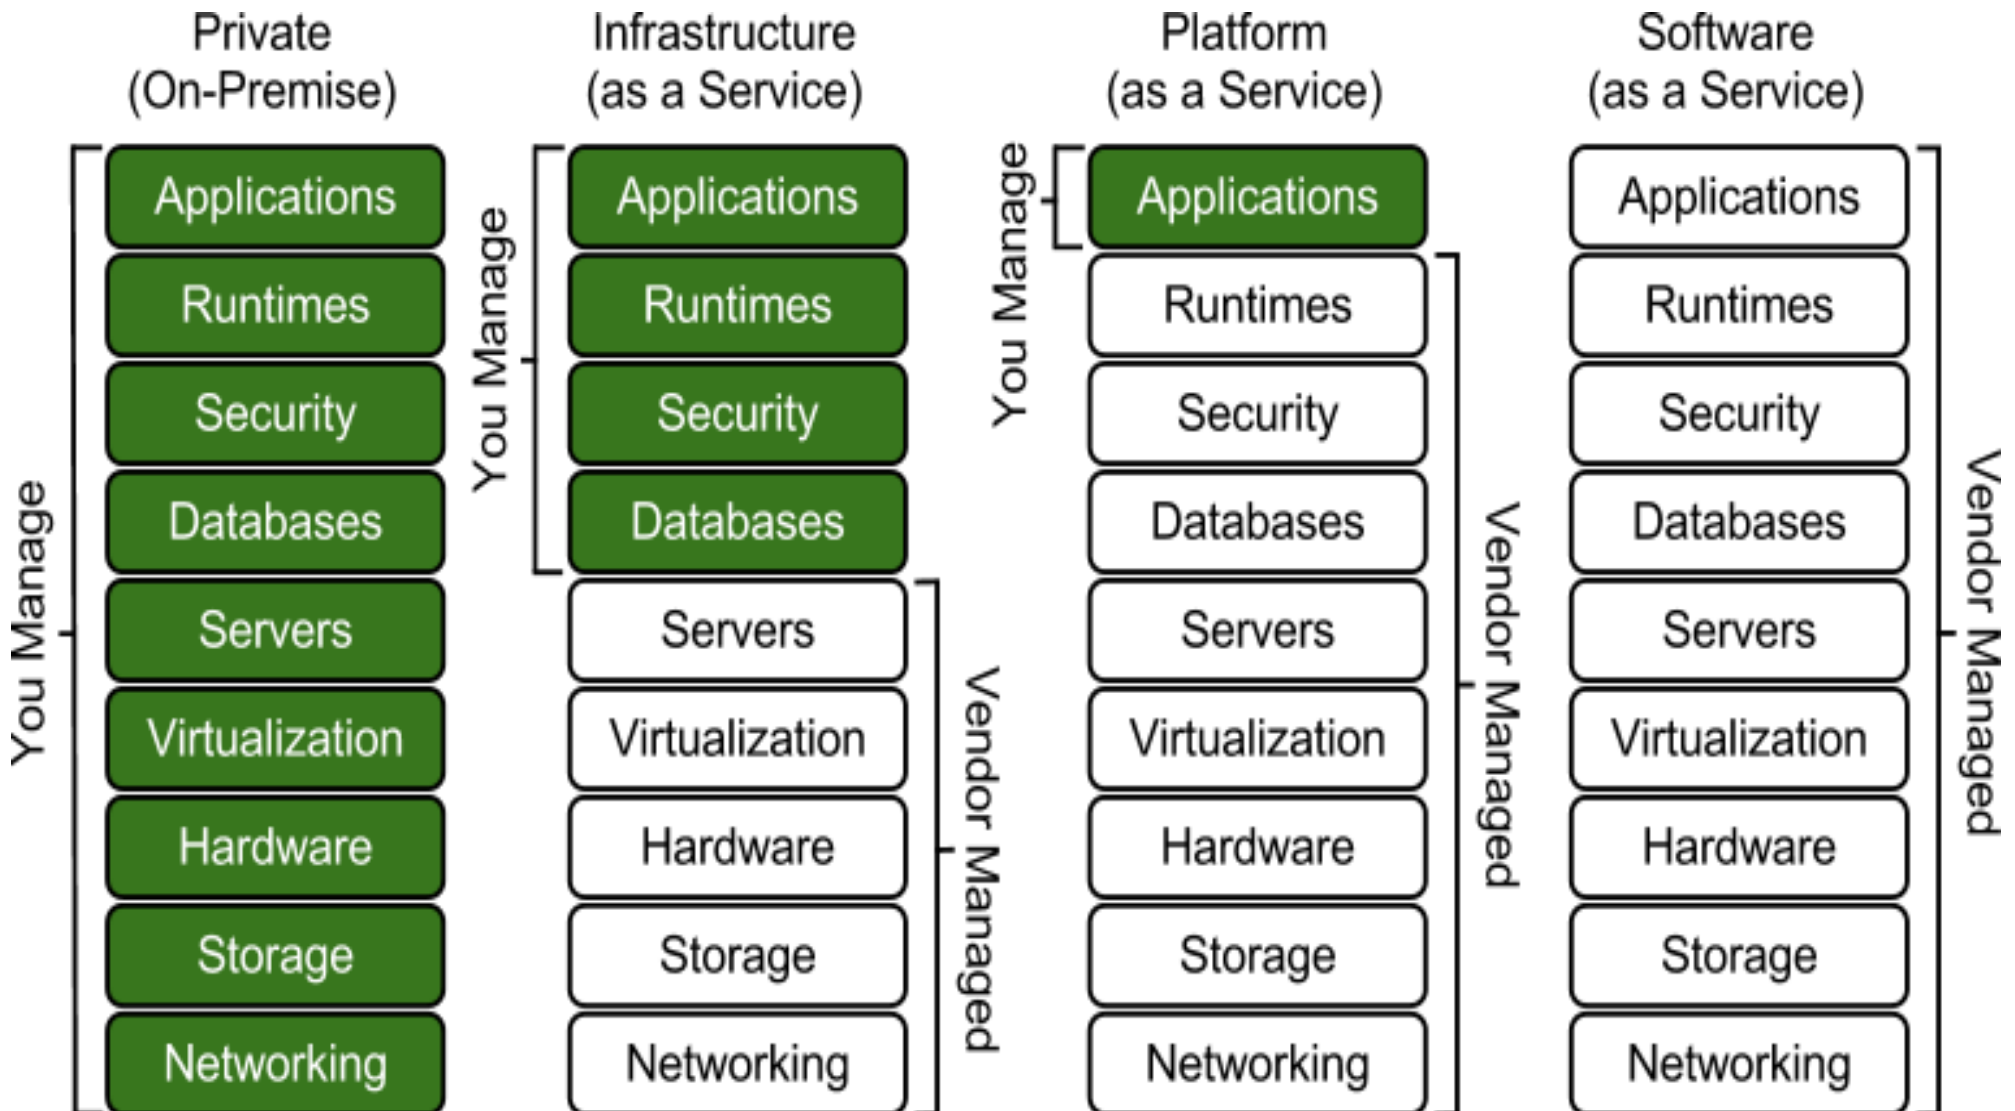 Private
(On-Premise)
You Manage
Applications
Runtimes
Security
Databases
Servers
Virtualization
Hardware
Storage
Networking
Infrastructure
(as a Service)
You Manage
Applications
Runtimes
Security
Databases
Servers
Virtualization
Hardware
Storage
Networking
Vendor Managed
Platform
(as a Service)
You Manage
Applications
Runtimes
Security
Databases
Servers
Virtualization
Hardware
Storage
Networking
Vendor Managed
Software
(as a Service)
Applications
Runtimes
Security
Databases
Servers
Virtualization
Hardware
Storage
Networking
Vendor Managed